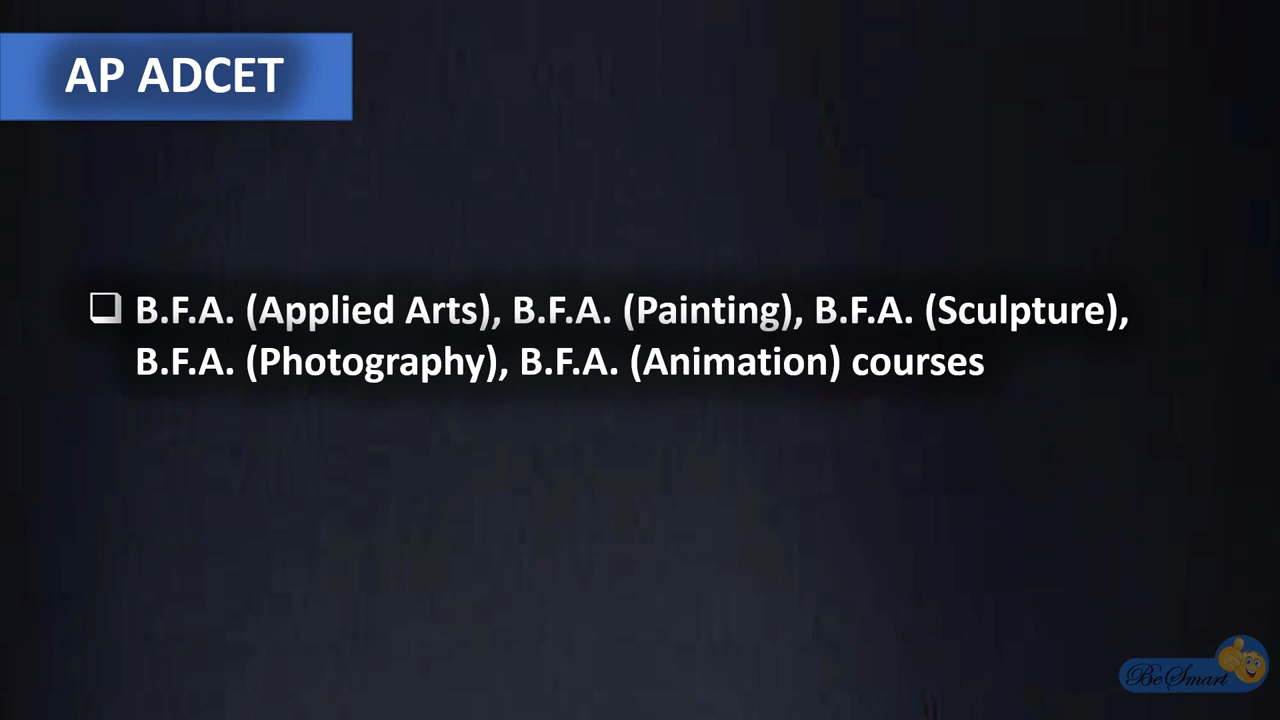 AP ADCET
B.F.A. (Applied Arts), B.F.A. (Painting), B.F.A. (Sculpture),
B.F.A. (Photography), B.F.A. (Animation) courses
Be Smart